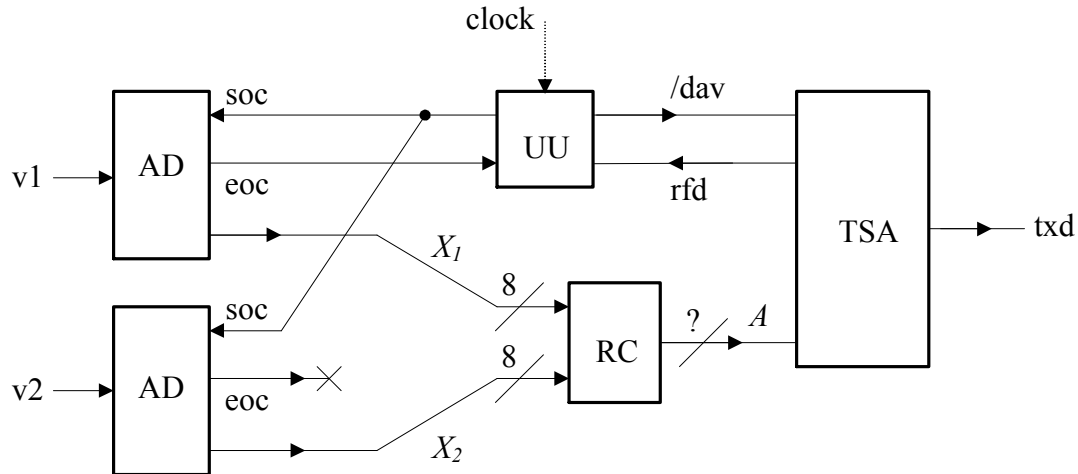 clock
soc
/dav
AD
UU
v1
eoc
rfd
TSA
txd
X1
8
soc
?
A
RC
8
v2
AD
eoc
X2